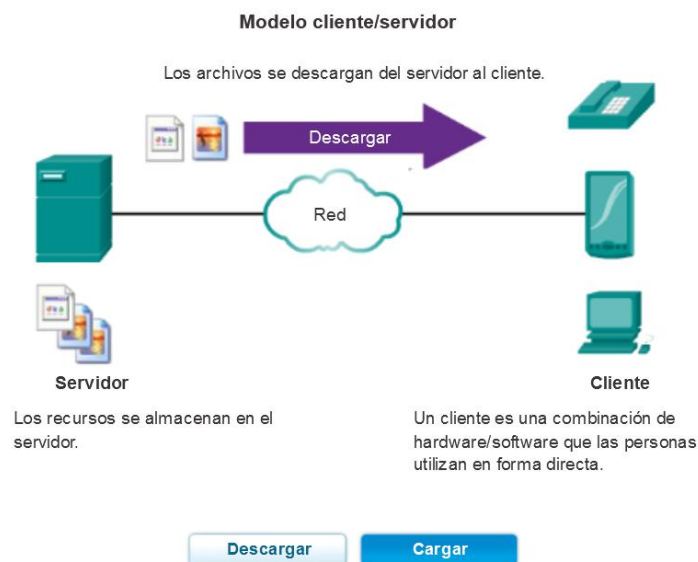 Modelo cliente/servidor
Los archivos se descargan del servidor al cliente.
Descargar
Red
Servidor
Cliente
Los recursos se almacenan en el
servidor.
Un cliente es una combinación de
hardware/software que las personas
utilizan en forma directa.
Descargar
Cargar